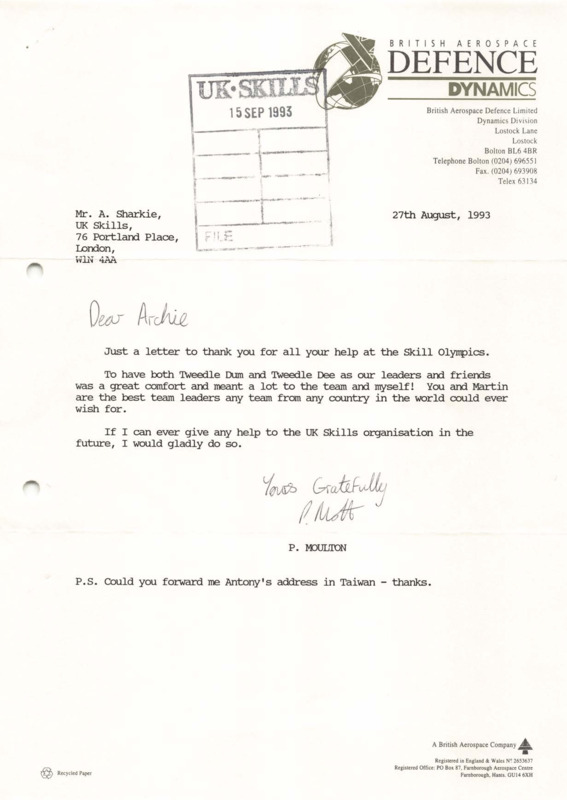 BRITISH AEROSPACE
DEFENCE
DYNAMICS
British Aerospace Defence Limited
Dynamics Division
Lostock Lane
Lostock
Bolton BL6 4BR
Telephone Bolton (0204) 696551
Fax. (0204) 693908
Telex 63134
UK·SKILLS
15 SEP 1993
FILE
Mr. A. Sharkie,
UK Skills,
76 Portland Place,
London,
W1N 4AA
27th August, 1993
Dear Archie
Just a letter to thank you for all your help at the Skill Olympics.
To have both Tweedle Dum and Tweedle Dee as our leaders and friends
was a great comfort and meant a lot to the team and myself! You and Martin
are the best team leaders any team from any country in the world could ever
wish for.
If I can ever give any help to the UK Skills organisation in the
future, I would gladly do so.
Yours Gratefully
P. Mott
P. MOULTON
P.S. Could you forward me Antony's address in Taiwan - thanks.
A British Aerospace Company
Registered in England & Wales Nº 2653637
Registered Office: PO Box 87, Farnborough Aerospace Centre
Farnborough, Hants. GU14 6XH
Recycled Paper